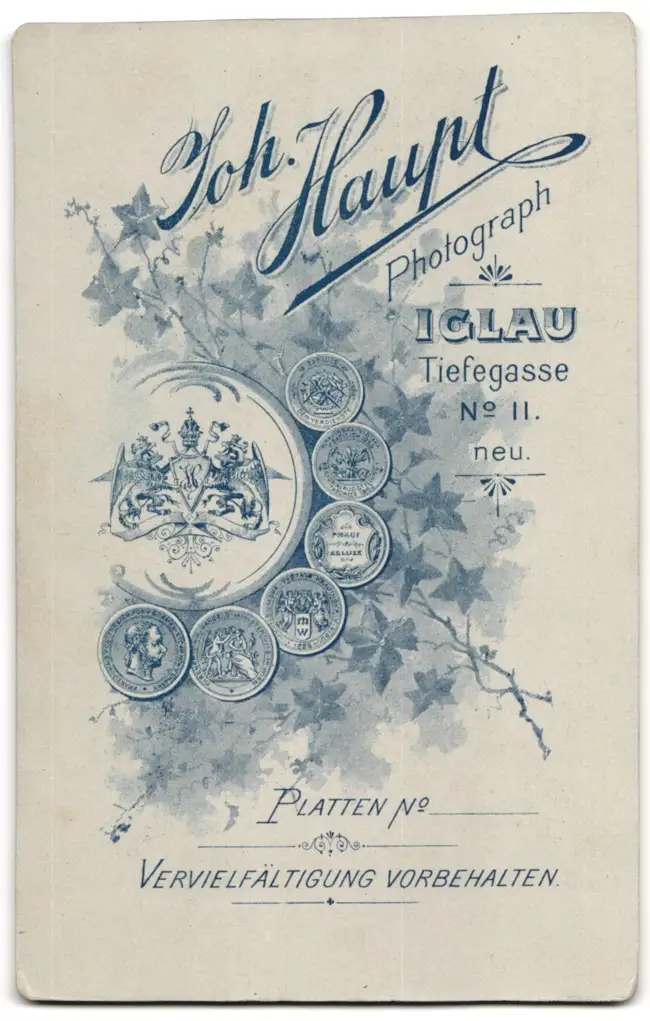 Joh. Haupt
Photograph
IGLAU
Tiefegasse
No 11.
neu.
PLATTEN No
VERVIELFÄLTIGUNG VORBEHALTEN.